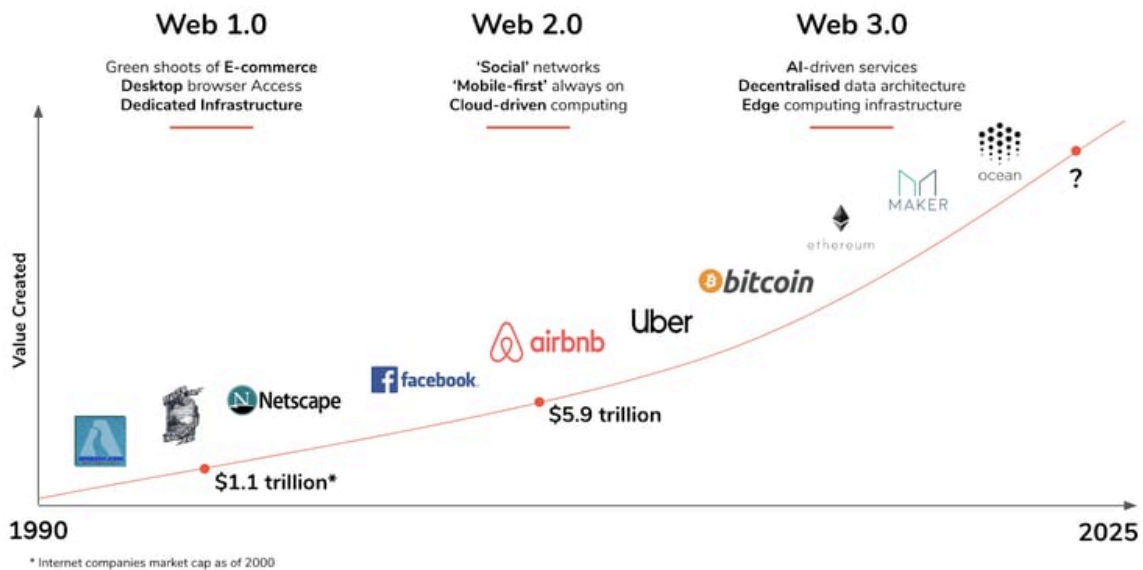 Web 1.0
Green shoots of E-commerce
Desktop browser Access
Dedicated Infrastructure
Web 2.0
'Social' networks
'Mobile-first' always on
Cloud-driven computing
Web 3.0
AI-driven services
Decentralised data architecture
Edge computing infrastructure
ocean
?
MAKER
ethereum
bitcoin
Uber
airbnb
facebook.
Netscape
N
$5.9 trillion
$1.1 trillion*
Value Created
1990
2025
* Internet companies market cap as of 2000